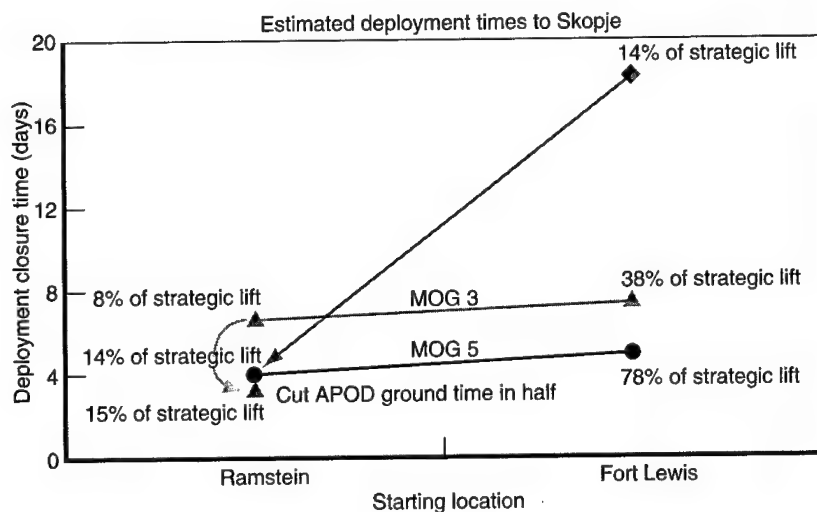 Estimated deployment times to Skopje
20
14% of strategic lift
16
Deployment closure time (days)
12
8
8% of strategic lift
MOG 3
38% of strategic lift
14% of strategic lift
MOG 5
4
Cut APOD ground time in half
78% of strategic lift
15% of strategic lift
0
Ramstein
Fort Lewis
Starting location